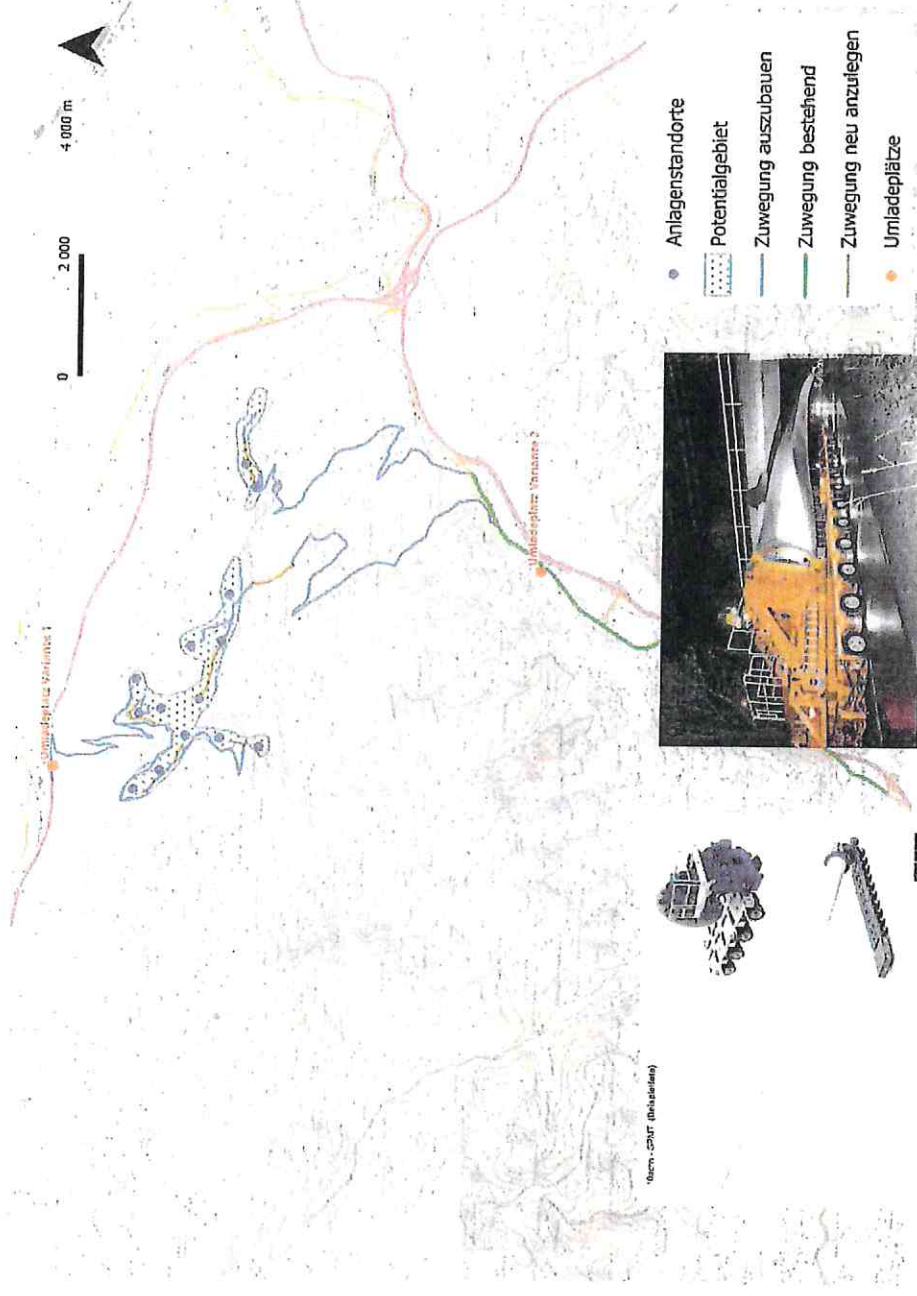 0
2 000
4 000 m
Umladeplatz Variante 1
Umladeplatz Variante 2
Anlagenstandorte
Potentialgebiet
Zuwegung auszubauen
Zuwegung bestehend
Zuwegung neu anzulegen
Umladeplätze